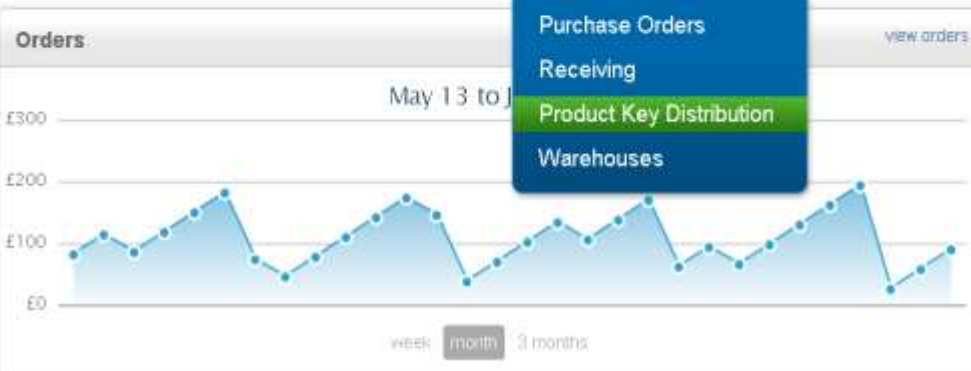 Purchase Orders
Orders
view orders
Receiving
May 13 to J
Product Key Distribution
£300
Warehouses
£200
£100
£0
week month 3 months